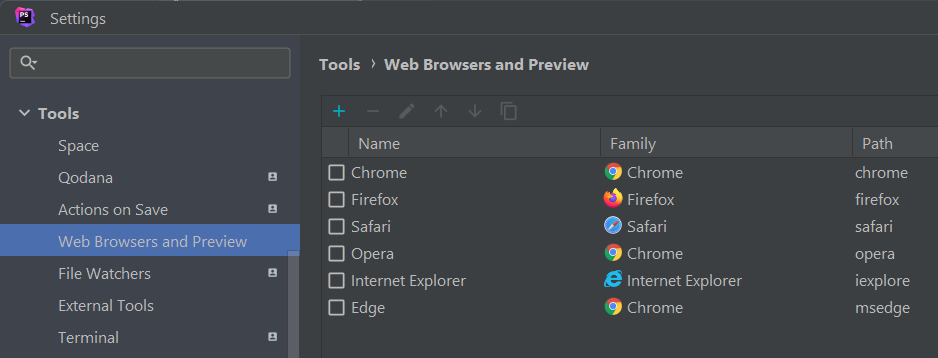 PS Settings
Tools › Web Browsers and Preview
Tools
Space
Qodana
Actions on Save
Web Browsers and Preview
File Watchers
External Tools
Terminal
Name Family Path
Chrome Chrome chrome
Firefox Firefox firefox
Safari Safari safari
Opera Chrome opera
Internet Explorer Internet Explorer iexplore
Edge Chrome msedge